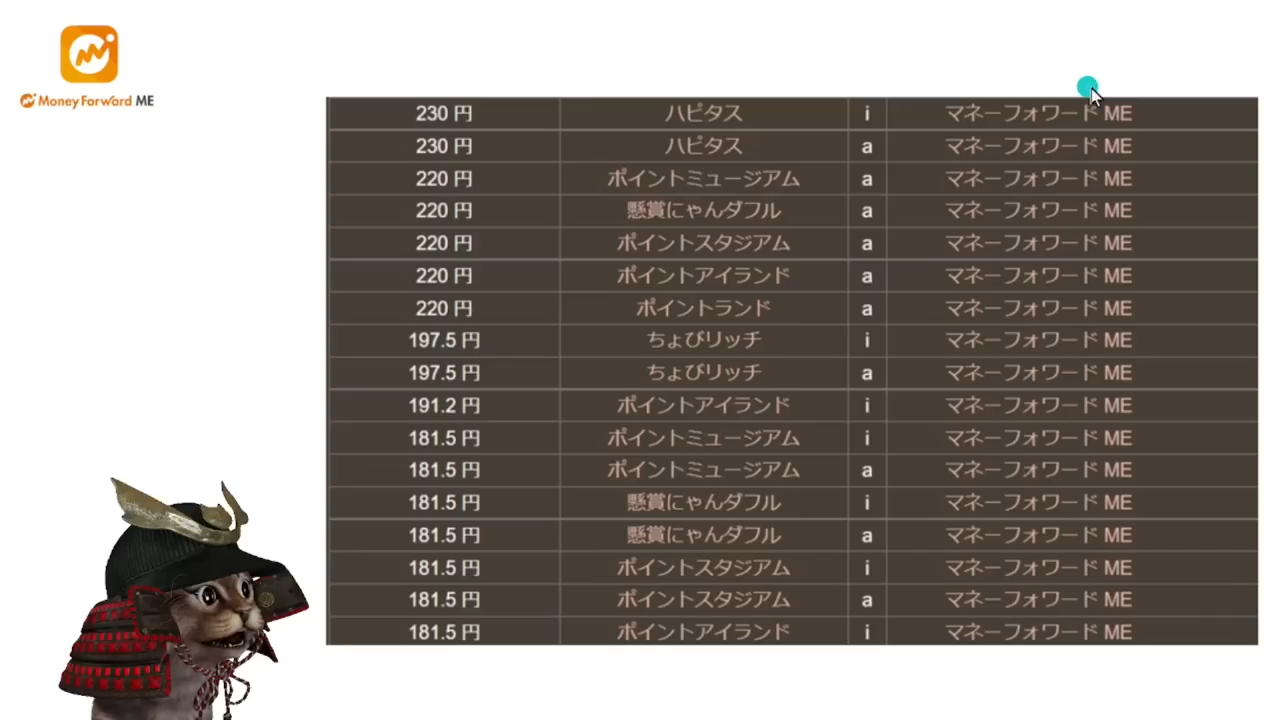 Money Forward ME
230 円 ハピタス i マネーフォワード ME
230 円 ハピタス a マネーフォワード ME
220 円 ポイントミュージアム a マネーフォワード ME
220 円 懸賞にゃんダフル a マネーフォワード ME
220 円 ポイントスタジアム a マネーフォワード ME
220 円 ポイントアイランド a マネーフォワード ME
220 円 ポイントランド a マネーフォワード ME
197.5 円 ちょびリッチ i マネーフォワード ME
197.5 円 ちょびリッチ a マネーフォワード ME
191.2 円 ポイントアイランド i マネーフォワード ME
181.5 円 ポイントミュージアム i マネーフォワード ME
181.5 円 ポイントミュージアム a マネーフォワード ME
181.5 円 懸賞にゃんダフル i マネーフォワード ME
181.5 円 懸賞にゃんダフル a マネーフォワード ME
181.5 円 ポイントスタジアム i マネーフォワード ME
181.5 円 ポイントスタジアム a マネーフォワード ME
181.5 円 ポイントアイランド i マネーフォワード ME